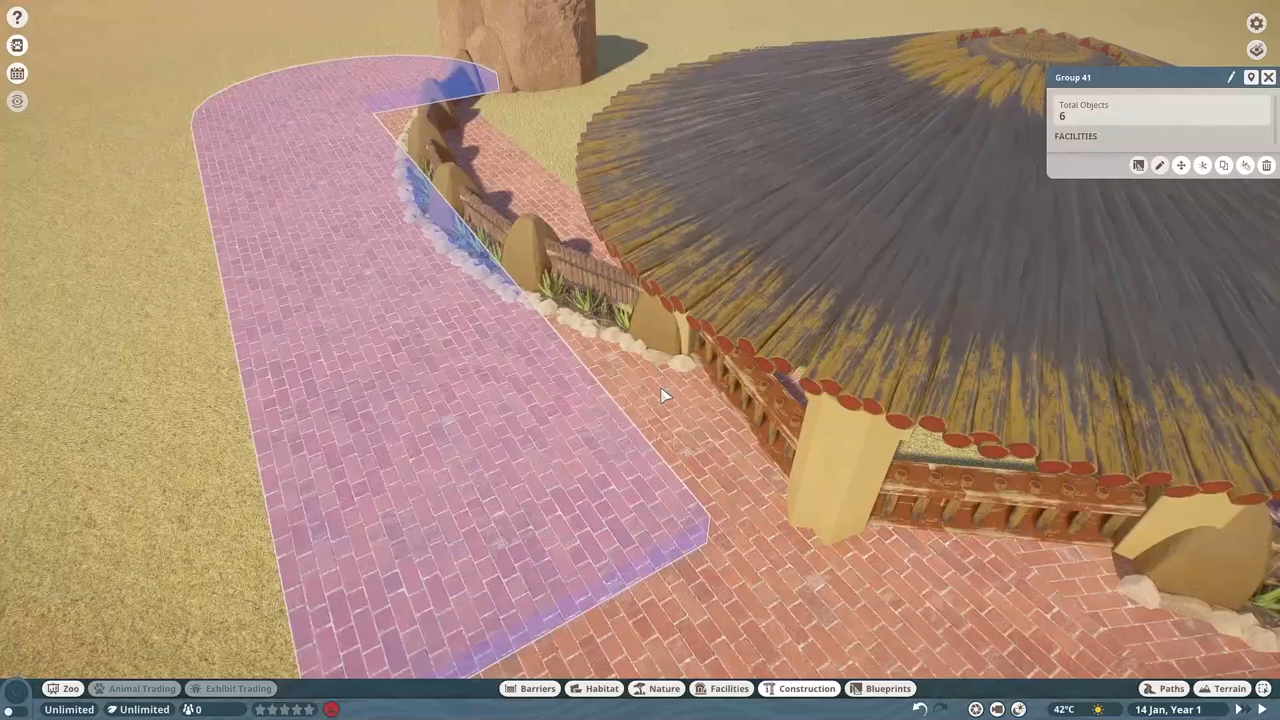 ?
Group 41
Total Objects
6
FACILITIES
Zoo
Animal Trading
Exhibit Trading
Barriers
Habitat
Nature
Facilities
Construction
Blueprints
Paths
Terrain
Unlimited
Unlimited
0
42°C
14 Jan, Year 1